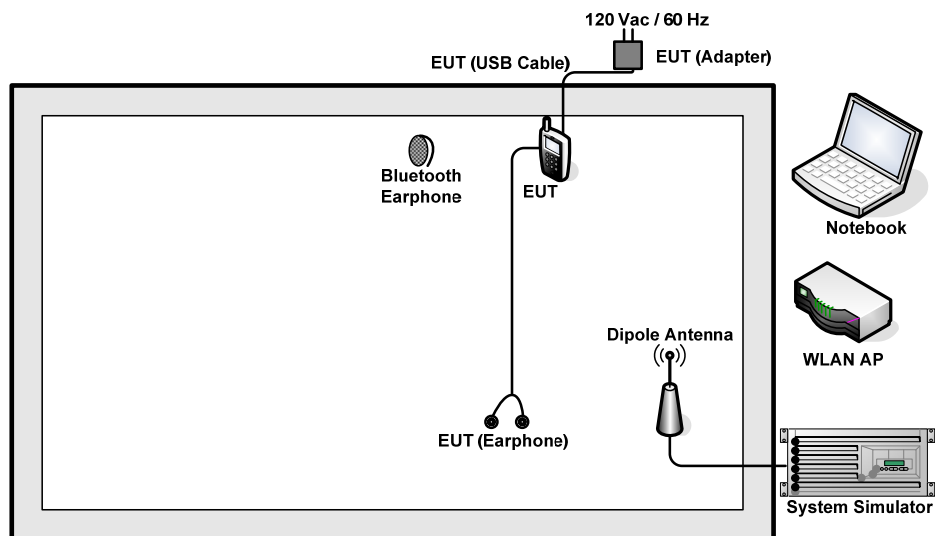 120 Vac / 60 Hz
EUT (USB Cable)
EUT (Adapter)
Bluetooth
Earphone
EUT
Notebook
Dipole Antenna
WLAN AP
EUT (Earphone)
System Simulator